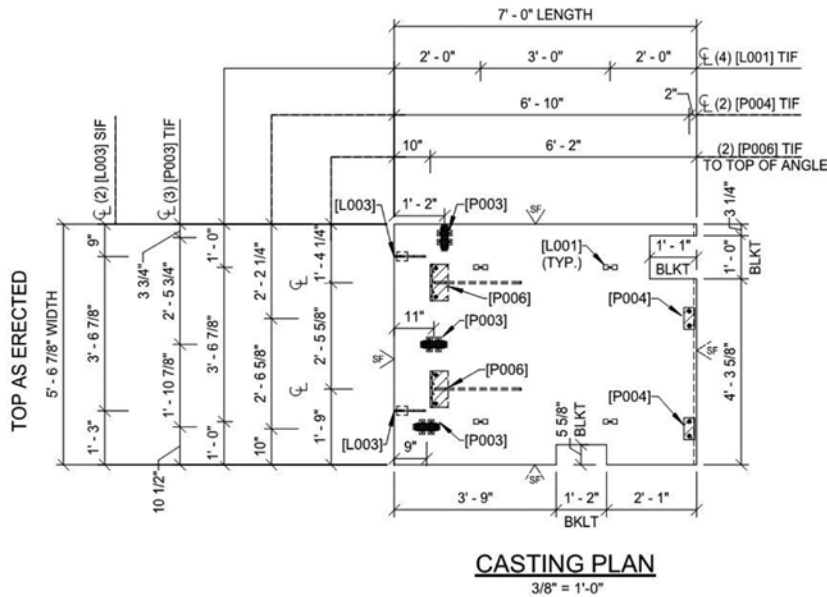 7' - 0" LENGTH
2' - 0"
3' - 0"
2' - 0"
℄ (4) [L001] TIF
6' - 10"
2"
℄ (2) [P004] TIF
10"
6' - 2"
(2) [P006] TIF
TO TOP OF ANGLE
℄ (2) [L003] SIF
℄ (3) [P003] TIF
[L003]
1' - 2"
[P003]
SF
3 1/4"
[L001]
(TYP.)
1' - 1"
BLKT
1' - 0"
BLKT
TOP AS ERECTED
5' - 6 7/8" WIDTH
9"
3' - 6 7/8"
1' - 3"
3 3/4"
2' - 5 3/4"
1' - 10 7/8"
10 1/2"
1' - 0"
3' - 6 7/8"
1' - 0"
2' - 2 1/4"
2' - 6 5/8"
10"
℄
℄
1' - 4 1/4"
2' - 5 5/8"
1' - 9"
[P006]
11"
[P003]
[P004]
SF
SF
4' - 3 5/8"
[P006]
[P004]
[L003]
[P003]
9"
5 5/8"
BLKT
SF
3' - 9"
1' - 2"
BKLT
2' - 1"
CASTING PLAN
3/8" = 1'-0"